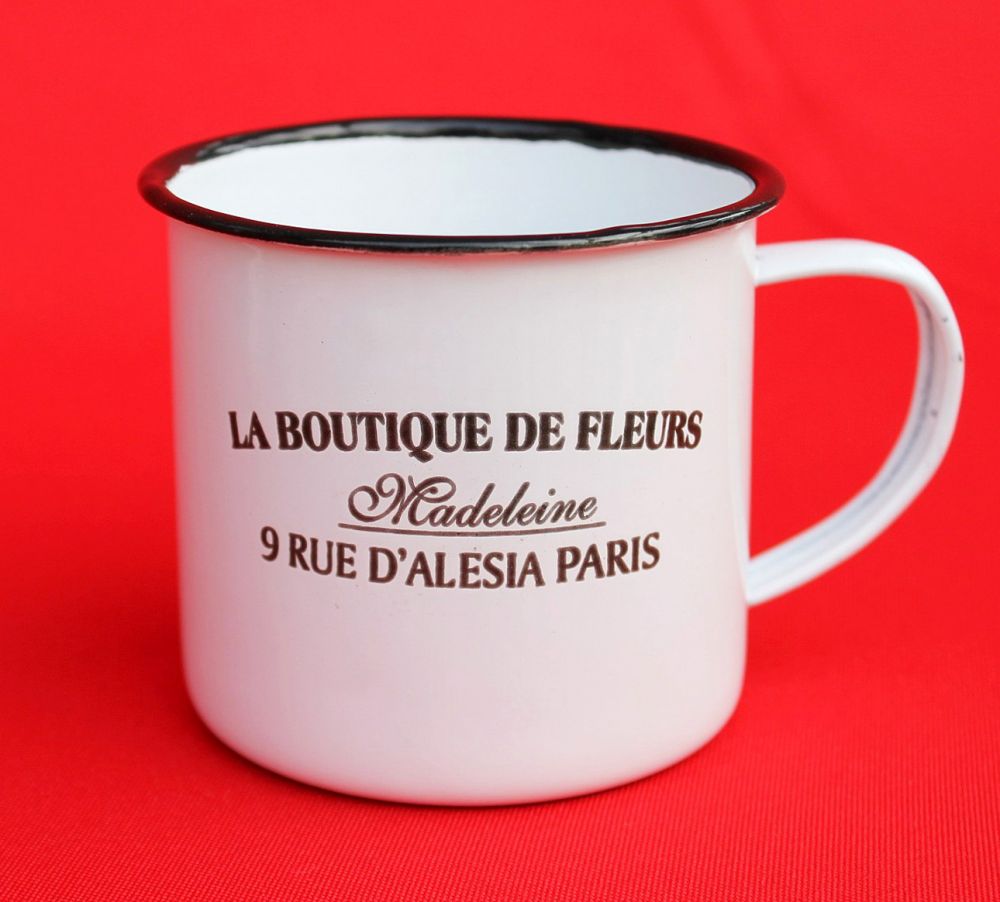 LA BOUTIQUE DE FLEURS
Madeleine
9 RUE D'ALESIA PARIS